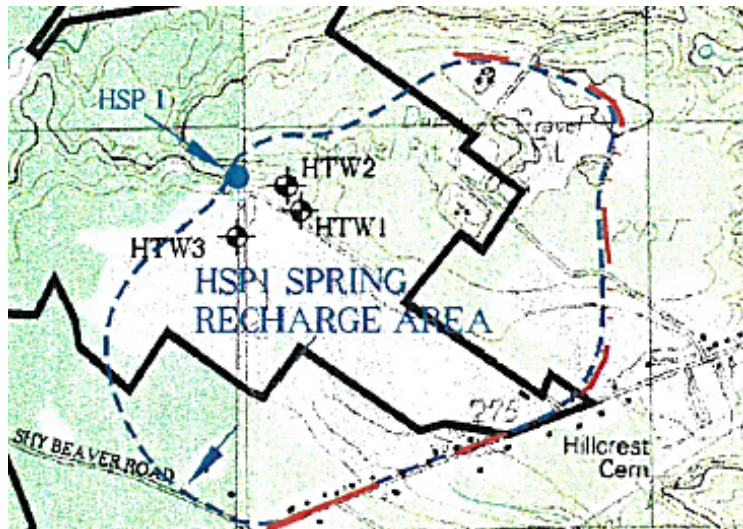 HSP 1
HTW2
HTW1
HTW3
HSP1 SPRING
RECHARGE AREA
275
SHY BEAVER ROAD
Hillcrest
Cem